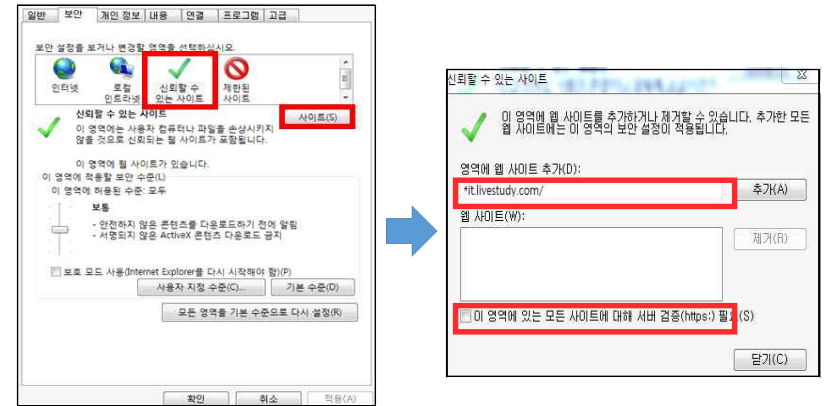 일반 보안 개인 정보 내용 연결 프로그램 고급
보안 설정을 보거나 변경할 영역을 선택하십시오.
인터넷 로컬 인트라넷 신뢰할 수 있는 사이트 제한된 사이트
신뢰할 수 있는 사이트
사이트(S)
이 영역에는 사용자 컴퓨터나 파일을 손상시키지
않을 것으로 신뢰되는 웹 사이트가 포함됩니다.
이 영역에 웹 사이트가 있습니다.
이 영역에 적용할 보안 수준(L)
이 영역에 허용된 수준: 모두
보통
- 안전하지 않은 콘텐츠를 다운로드하기 전에 알림
- 서명되지 않은 ActiveX 콘텐츠 다운로드 금지
보호 모드 사용(Internet Explorer를 다시 시작해야 함)(P)
사용자 지정 수준(C)... 기본 수준(D)
모든 영역을 기본 수준으로 다시 설정(R)
확인 취소 적용(A)
신뢰할 수 있는 사이트
이 영역에 웹 사이트를 추가하거나 제거할 수 있습니다. 추가한 모든
웹 사이트에는 이 영역의 보안 설정이 적용됩니다.
영역에 웹 사이트 추가(D):
*it.livestudy.com/ 추가(A)
웹 사이트(W):
제거(R)
이 영역에 있는 모든 사이트에 대해 서버 검증(https:) 필요(S)
닫기(C)